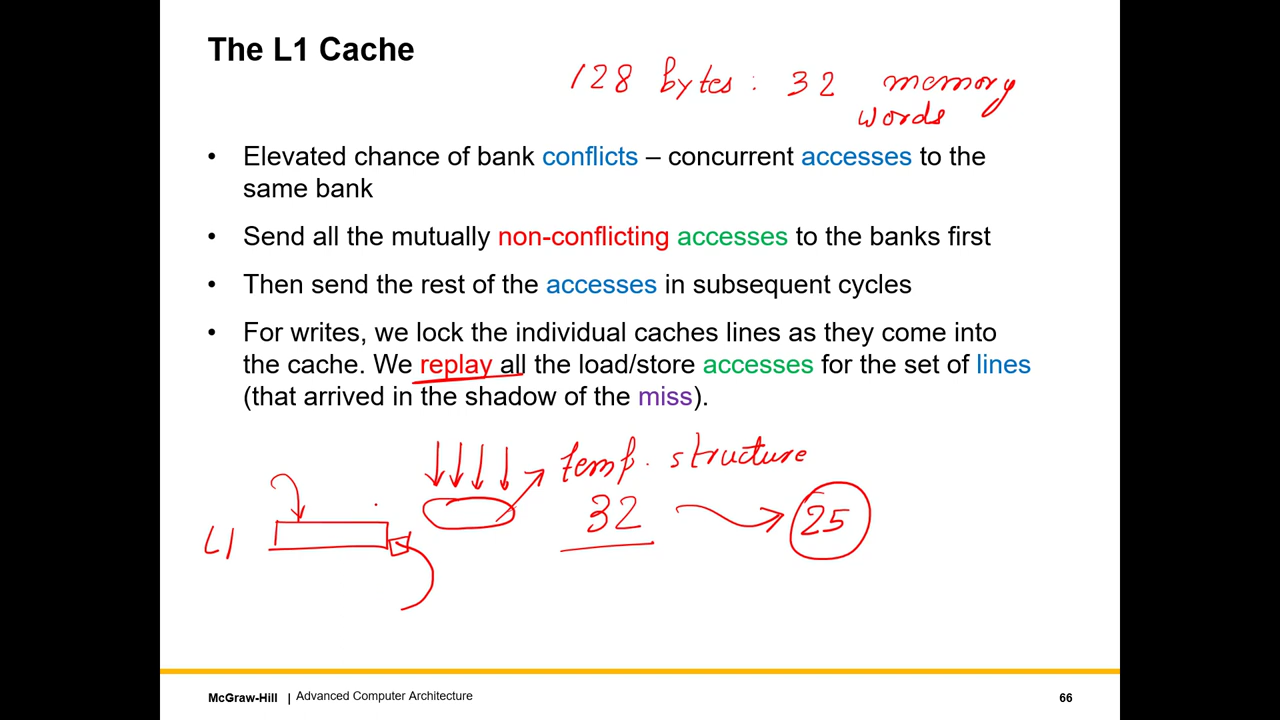 The L1 Cache
128 bytes : 32 memory
words
• Elevated chance of bank conflicts – concurrent accesses to the
same bank
• Send all the mutually non-conflicting accesses to the banks first
• Then send the rest of the accesses in subsequent cycles
• For writes, we lock the individual caches lines as they come into
the cache. We replay all the load/store accesses for the set of lines
(that arrived in the shadow of the miss).
temp. structure
32
25
L1
McGraw-Hill | Advanced Computer Architecture
66